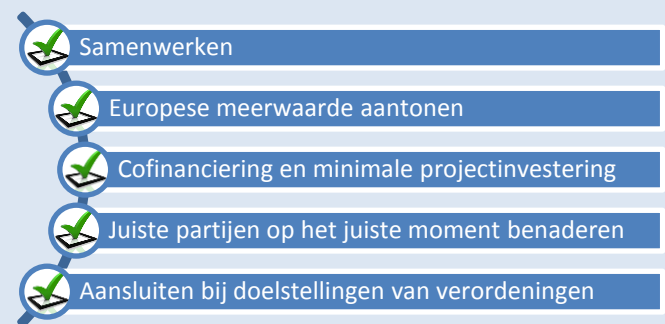 Samenwerken
Europese meerwaarde aantonen
Cofinanciering en minimale projectinvestering
Juiste partijen op het juiste moment benaderen
Aansluiten bij doelstellingen van verordeningen